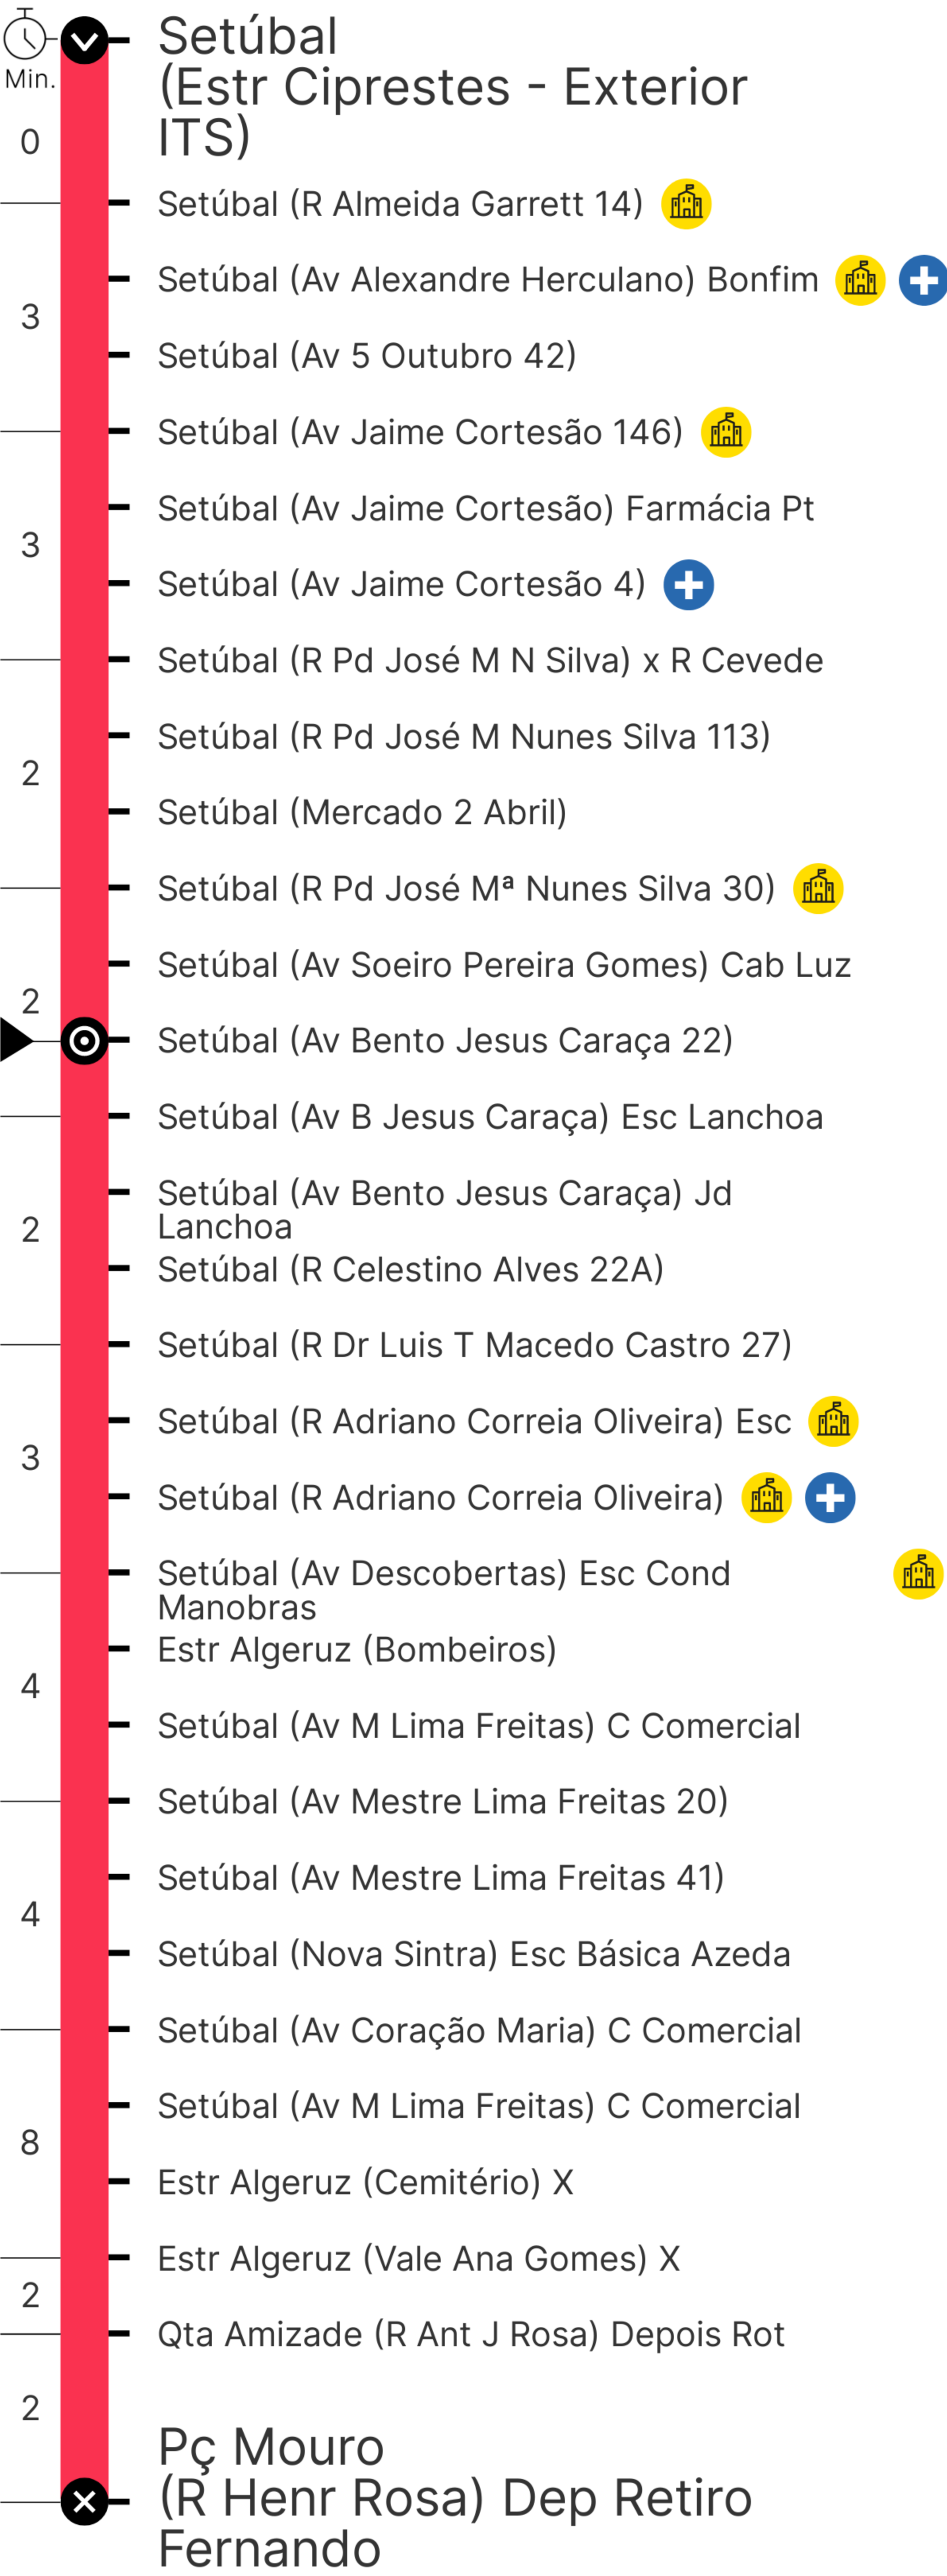 Setúbal
(Estr Ciprestes - Exterior
ITS)
Min.
0
Setúbal (R Almeida Garrett 14)
Setúbal (Av Alexandre Herculano) Bonfim
3
Setúbal (Av 5 Outubro 42)
Setúbal (Av Jaime Cortesão 146)
Setúbal (Av Jaime Cortesão) Farmácia Pt
3
Setúbal (Av Jaime Cortesão 4)
Setúbal (R Pd José M N Silva) x R Cevede
Setúbal (R Pd José M Nunes Silva 113)
2
Setúbal (Mercado 2 Abril)
Setúbal (R Pd José Mª Nunes Silva 30)
Setúbal (Av Soeiro Pereira Gomes) Cab Luz
2
Setúbal (Av Bento Jesus Caraça 22)
Setúbal (Av B Jesus Caraça) Esc Lanchoa
Setúbal (Av Bento Jesus Caraça) Jd
Lanchoa
2
Setúbal (R Celestino Alves 22A)
Setúbal (R Dr Luis T Macedo Castro 27)
Setúbal (R Adriano Correia Oliveira) Esc
3
Setúbal (R Adriano Correia Oliveira)
Setúbal (Av Descobertas) Esc Cond
Manobras
Estr Algeruz (Bombeiros)
4
Setúbal (Av M Lima Freitas) C Comercial
Setúbal (Av Mestre Lima Freitas 20)
Setúbal (Av Mestre Lima Freitas 41)
4
Setúbal (Nova Sintra) Esc Básica Azeda
Setúbal (Av Coração Maria) C Comercial
Setúbal (Av M Lima Freitas) C Comercial
8
Estr Algeruz (Cemitério) X
Estr Algeruz (Vale Ana Gomes) X
2
Qta Amizade (R Ant J Rosa) Depois Rot
2
Pç Mouro
(R Henr Rosa) Dep Retiro
Fernando